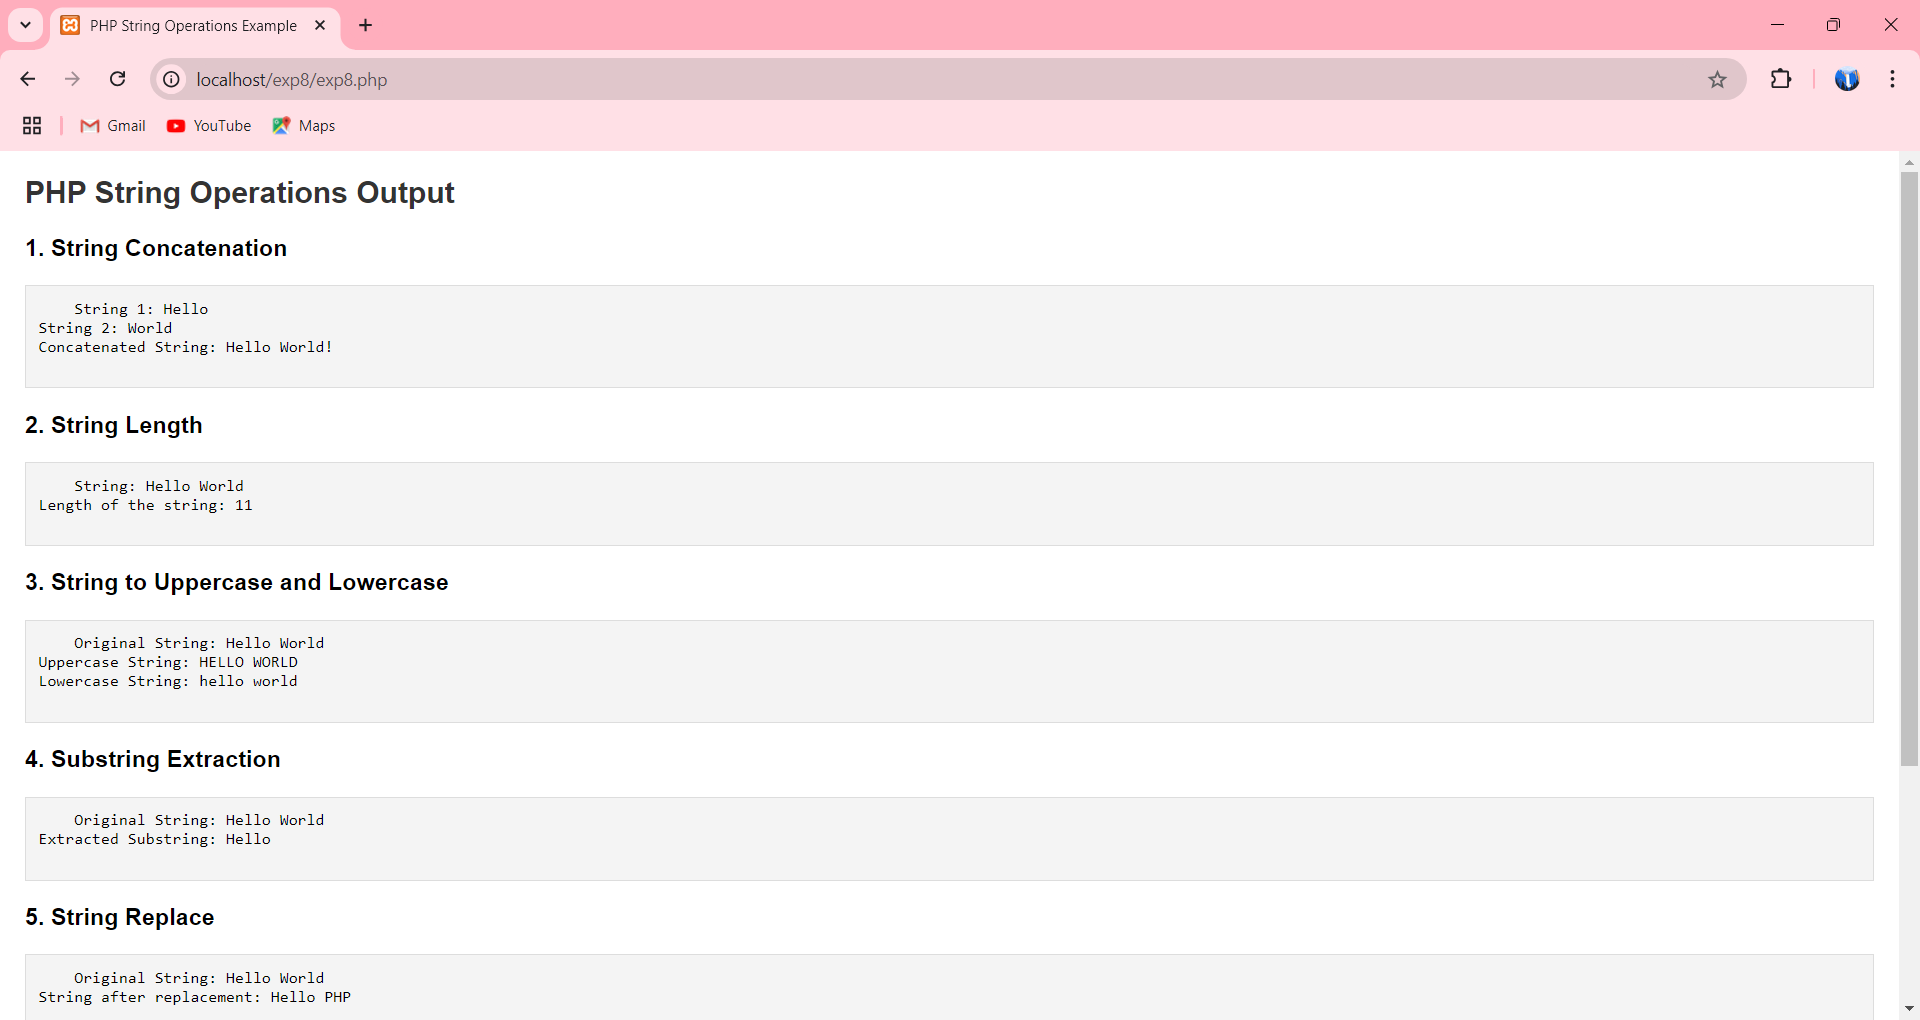 PHP String Operations Example
localhost/exp8/exp8.php
Gmail YouTube Maps
PHP String Operations Output
1. String Concatenation
String 1: Hello
String 2: World
Concatenated String: Hello World!
2. String Length
String: Hello World
Length of the string: 11
3. String to Uppercase and Lowercase
Original String: Hello World
Uppercase String: HELLO WORLD
Lowercase String: hello world
4. Substring Extraction
Original String: Hello World
Extracted Substring: Hello
5. String Replace
Original String: Hello World
String after replacement: Hello PHP